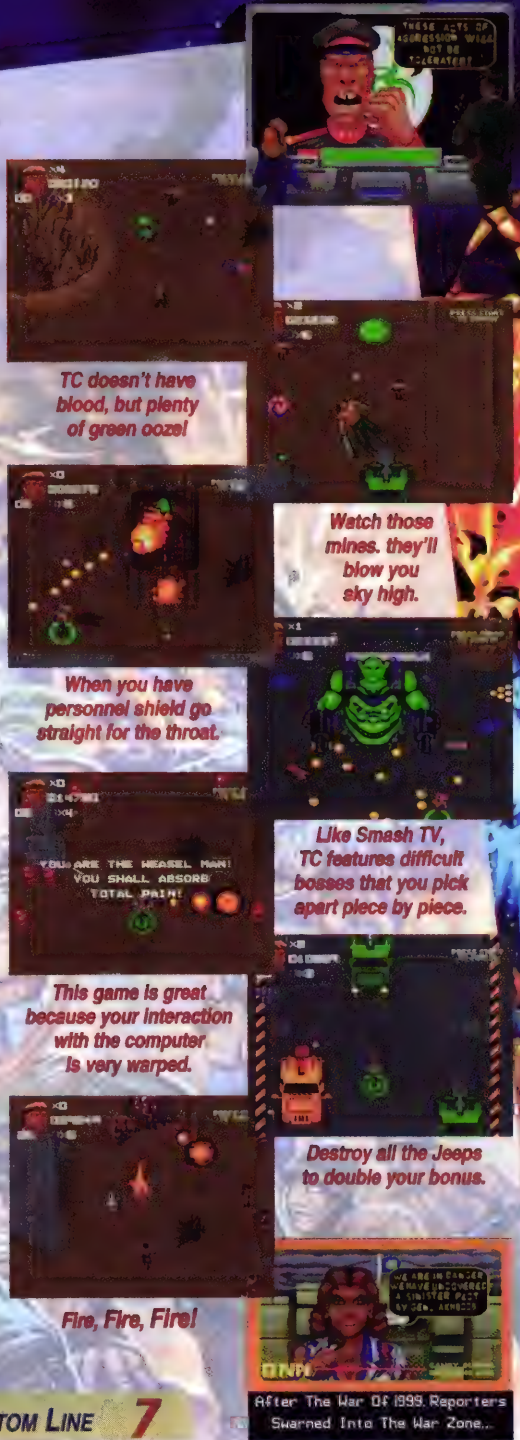 THESE ACTS OF
AGGRESSION WILL
NOT BE
TOLERATED!
TC doesn't have
blood, but plenty
of green ooze!
Watch those
mines. they'll
blow you
sky high.
When you have
personnel shield go
straight for the throat.
Like Smash TV,
TC features difficult
bosses that you pick
apart piece by piece.
YOU ARE THE WEASEL MAN!
YOU SHALL ABSORB
TOTAL PAIN!
This game is great
because your interaction
with the computer
is very warped.
Destroy all the Jeeps
to double your bonus.
Fire, Fire, Fire!
WE ARE IN DANGER
WE HAVE UNCOVERED
A SINISTER PLOT
BY GEN.
After The War Of 1999, Reporters
Swarmed Into The War Zone...
TOM LINE 7